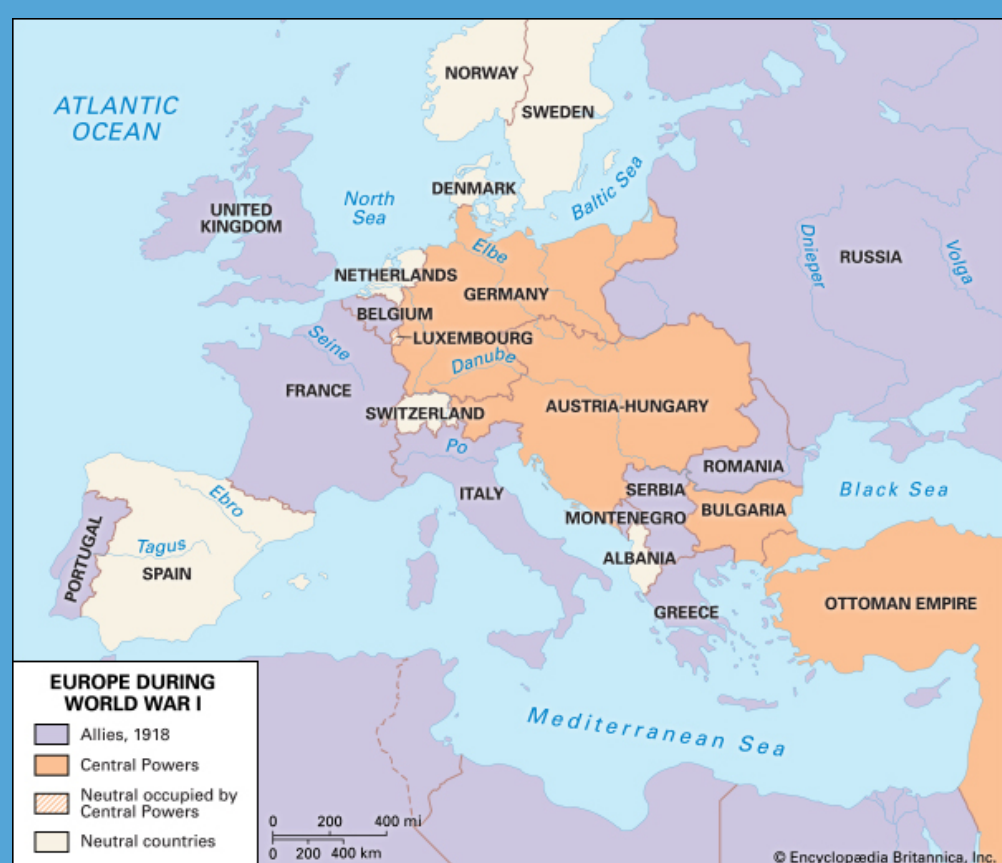 NORWAY
SWEDEN
ATLANTIC
OCEAN
North
Sea
DENMARK
Baltic Sea
UNITED
KINGDOM
Elbe
Dnieper
RUSSIA
Volga
NETHERLANDS
GERMANY
BELGIUM
LUXEMBOURG
Seine
Danube
FRANCE
SWITZERLAND
AUSTRIA-HUNGARY
Po
ROMANIA
ITALY
SERBIA
Black Sea
Ebro
MONTENEGRO
BULGARIA
Tagus
PORTUGAL
SPAIN
ALBANIA
GREECE
OTTOMAN EMPIRE
Mediterranean Sea
EUROPE DURING
WORLD WAR I
Allies, 1918
Central Powers
Neutral occupied by
Central Powers
Neutral countries
0 200 400 mi
0 200 400 km
© Encyclopædia Britannica, Inc.